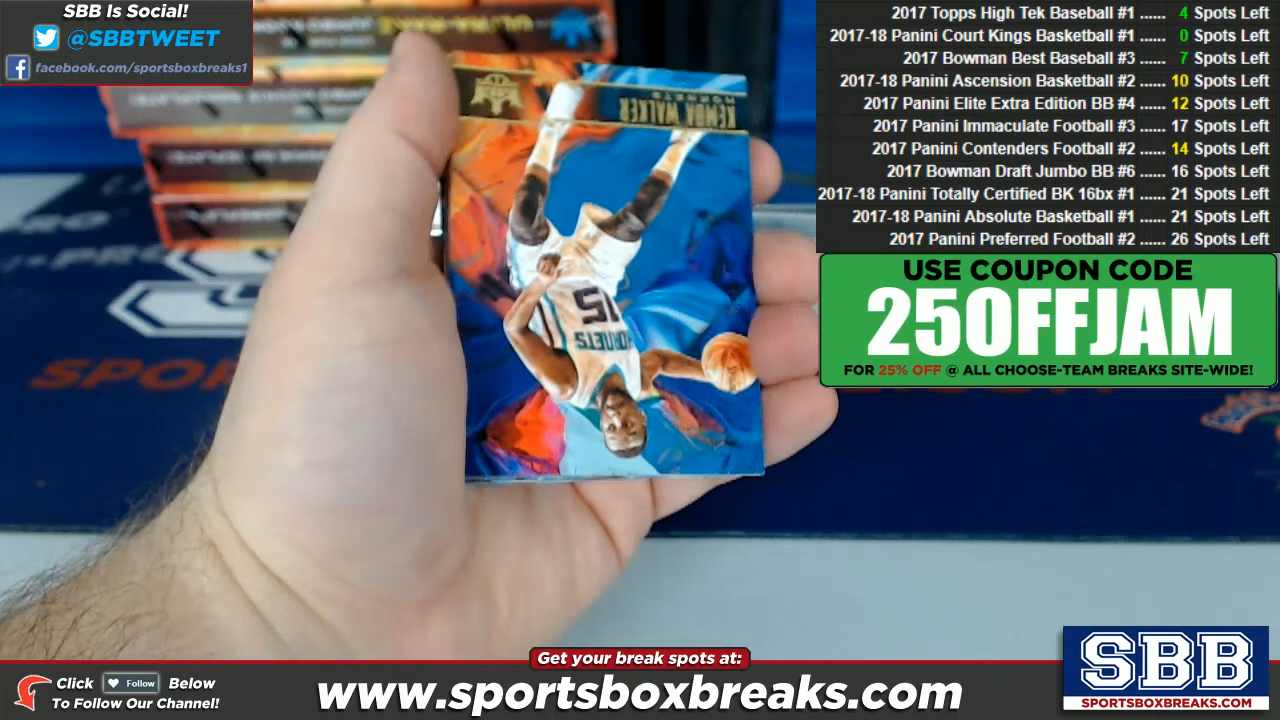 SBB Is Social!
@SBBTWEET
facebook.com/sportsboxbreaks1
2017 Topps High Tek Baseball #1 ...... 4 Spots Left
2017-18 Panini Court Kings Basketball #1 ...... 0 Spots Left
2017 Bowman Best Baseball #3 ...... 7 Spots Left
2017-18 Panini Ascension Basketball #2 ...... 10 Spots Left
2017 Panini Elite Extra Edition BB #4 ...... 12 Spots Left
2017 Panini Immaculate Football #3 ...... 17 Spots Left
2017 Panini Contenders Football #2 ...... 14 Spots Left
2017 Bowman Draft Jumbo BB #6 ...... 16 Spots Left
2017-18 Panini Totally Certified BK 16bx #1 ...... 21 Spots Left
2017-18 Panini Absolute Basketball #1 ...... 21 Spots Left
2017 Panini Preferred Football #2 ...... 26 Spots Left
USE COUPON CODE
25OFFJAM
FOR 25% OFF @ ALL CHOOSE-TEAM BREAKS SITE-WIDE!
KEMBA WALKER
HORNETS
15
HORNETS
Get your break spots at:
Click Follow Below
To Follow Our Channel!
www.sportsboxbreaks.com
SBB
SPORTSBOXBREAKS.COM